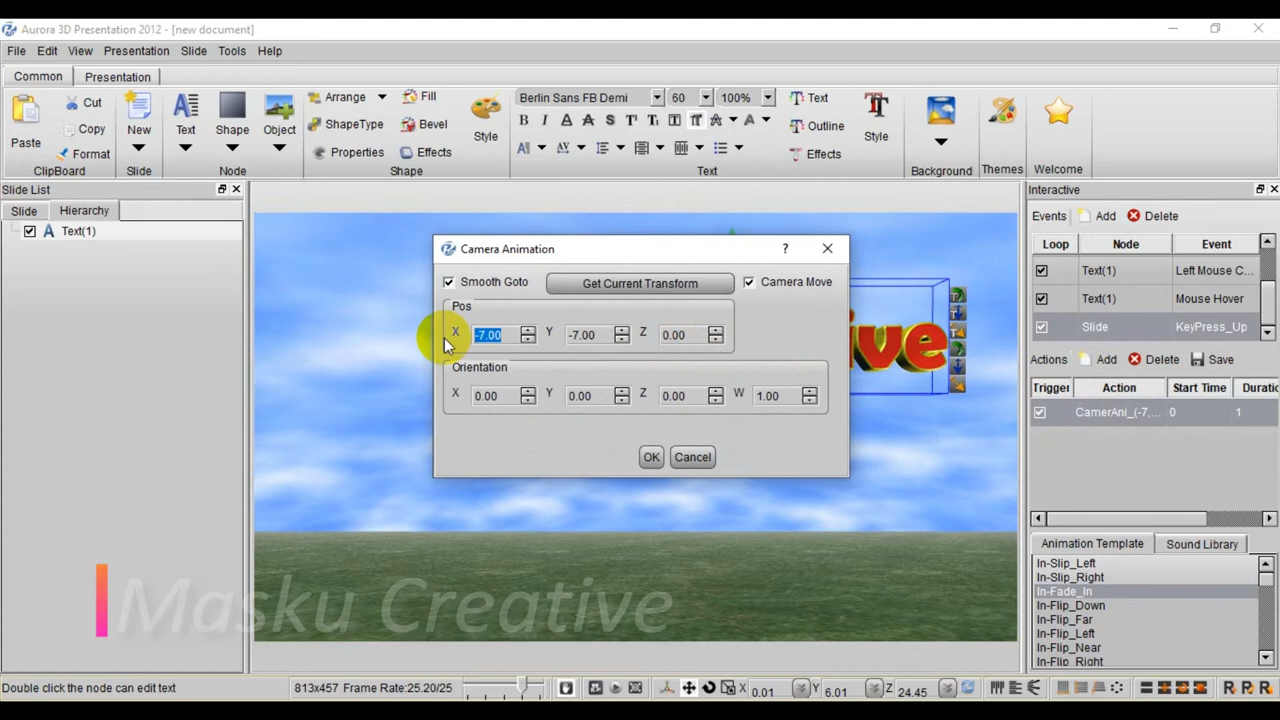 Aurora 3D Presentation 2012 - [new document]
File Edit View Presentation Slide Tools Help
Common Presentation
Paste Cut Copy Format
ClipBoard
New
Slide
Text Shape Object
Node
Arrange Fill
ShapeType Bevel
Properties Effects
Style
Shape
Berlin Sans FB Demi 60 100%
Text
Outline
Effects
Style
Text
Background
Themes
Welcome
Slide List
Slide Hierarchy
Text(1)
Camera Animation
Smooth Goto Get Current Transform Camera Move
Pos
X -7.00 Y -7.00 Z 0.00
Orientation
X 0.00 Y 0.00 Z 0.00 W 1.00
OK Cancel
ive
Masku Creative
Interactive
Events Add Delete
Loop Node Event
Text(1) Left Mouse C...
Text(1) Mouse Hover
Slide KeyPress_Up
Actions Add Delete Save
Trigger Action Start Time Duratio
CamerAni_(-7,... 0 1
Animation Template Sound Library
In-Slip_Left
In-Slip_Right
In-Fade_In
In-Flip_Down
In-Flip_Far
In-Flip_Left
In-Flip_Near
In-Flip_Right
Double click the node can edit text
813x457 Frame Rate:25.20/25
X 0.01 Y 6.01 Z 24.45